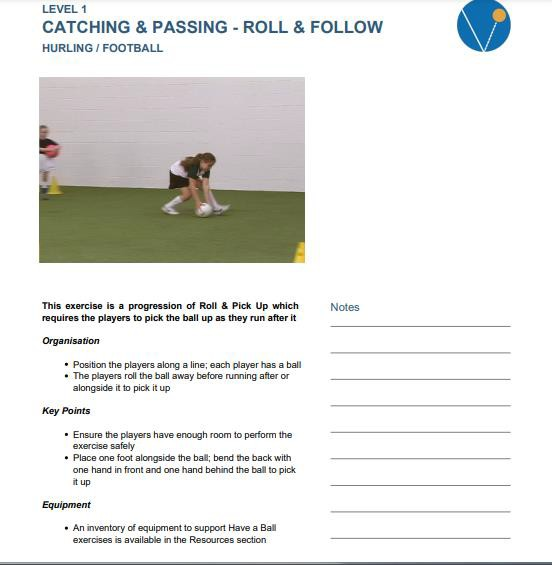 LEVEL 1
CATCHING & PASSING - ROLL & FOLLOW
HURLING / FOOTBALL
This exercise is a progression of Roll & Pick Up which
requires the players to pick the ball up as they run after it
Organisation
• Position the players along a line; each player has a ball
• The players roll the ball away before running after or
alongside it to pick it up
Key Points
• Ensure the players have enough room to perform the
exercise safely
• Place one foot alongside the ball; bend the back with
one hand in front and one hand behind the ball to pick
it up
Equipment
• An inventory of equipment to support Have a Ball
exercises is available in the Resources section
Notes